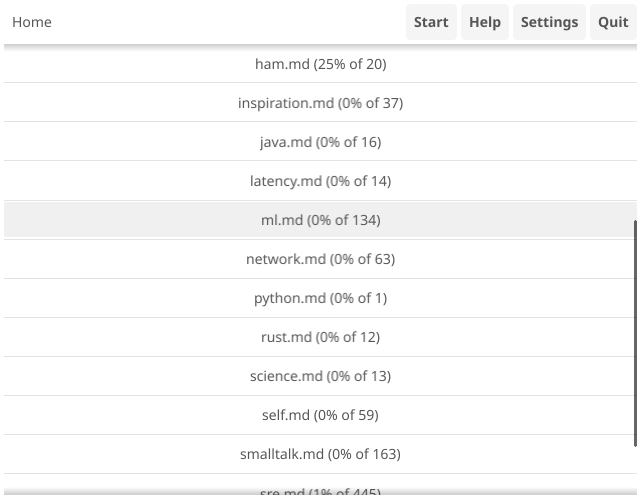 Home Start Help Settings Quit
ham.md (25% of 20)
inspiration.md (0% of 37)
java.md (0% of 16)
latency.md (0% of 14)
ml.md (0% of 134)
network.md (0% of 63)
python.md (0% of 1)
rust.md (0% of 12)
science.md (0% of 13)
self.md (0% of 59)
smalltalk.md (0% of 163)
sre.md (1% of 445)